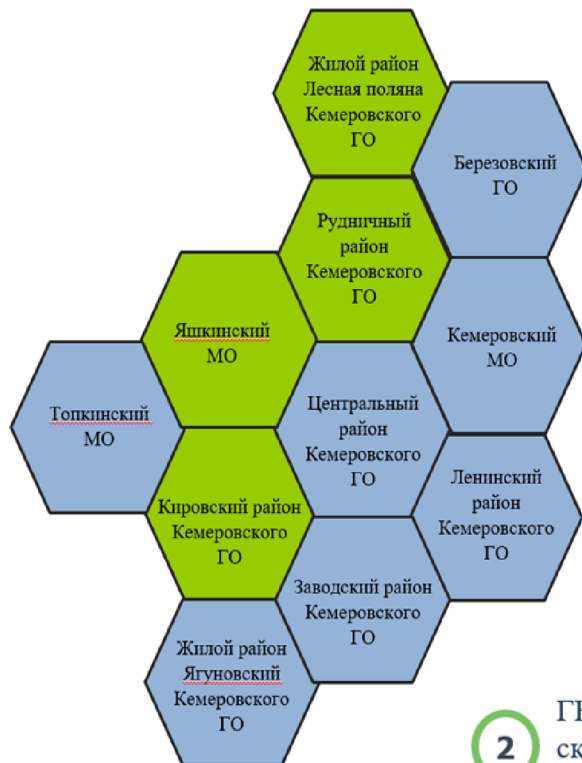 Жилой район
Лесная поляна
Кемеровского
ГО
Березовский
ГО
Рудничный
район
Кемеровского
ГО
Яшкинский
МО
Кемеровский
МО
Топкинский
МО
Центральный
район
Кемеровского
ГО
Ленинский
район
Кемеровского
ГО
Кировский район
Кемеровского
ГО
Заводский район
Кемеровского
ГО
Жилой район
Ягуновский
Кемеровского
ГО
2